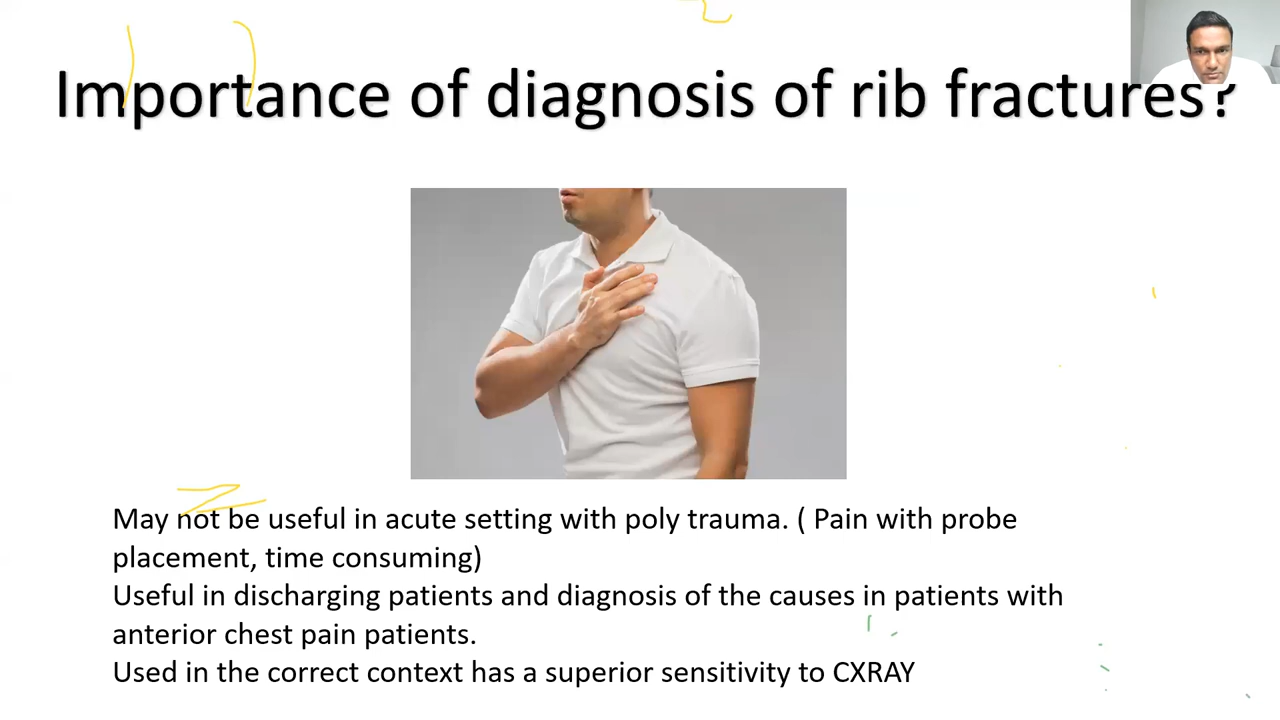 Importance of diagnosis of rib fractures?
May not be useful in acute setting with poly trauma. ( Pain with probe
placement, time consuming)
Useful in discharging patients and diagnosis of the causes in patients with
anterior chest pain patients.
Used in the correct context has a superior sensitivity to CXRAY